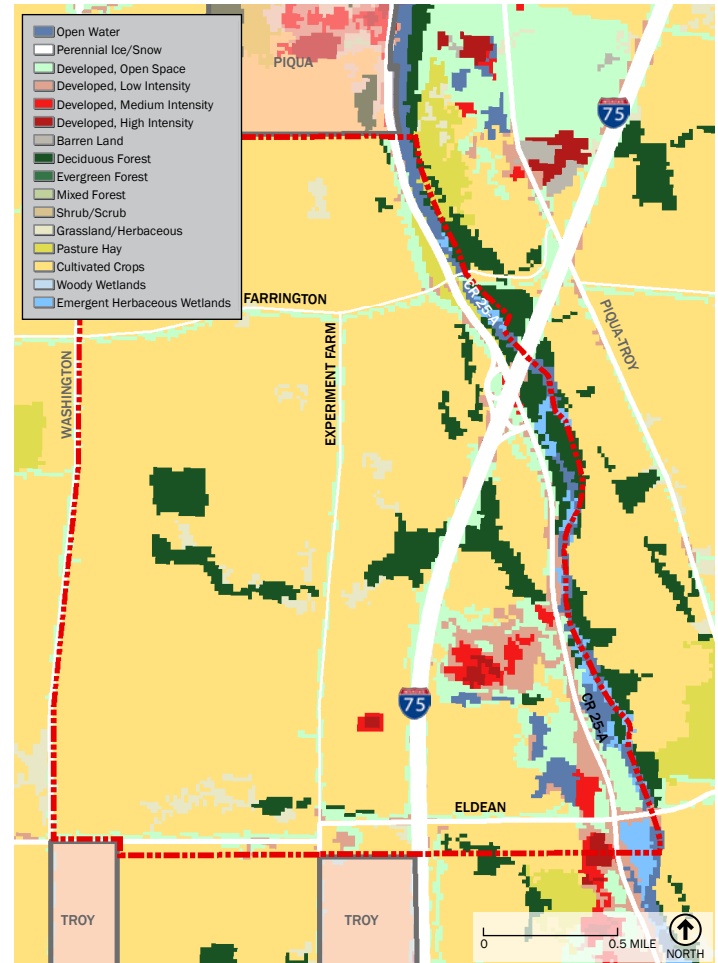 Open Water
Perennial Ice/Snow
Developed, Open Space
Developed, Low Intensity
Developed, Medium Intensity
Developed, High Intensity
Barren Land
Deciduous Forest
Evergreen Forest
Mixed Forest
Shrub/Scrub
Grassland/Herbaceous
Pasture Hay
Cultivated Crops
Woody Wetlands
Emergent Herbaceous Wetlands
PIQUA
75
FARRINGTON
CR 25-A
PIQUA-TROY
WASHINGTON
EXPERIMENT FARM
75
CR 25-A
ELDEAN
TROY
TROY
0
0.5 MILE
NORTH